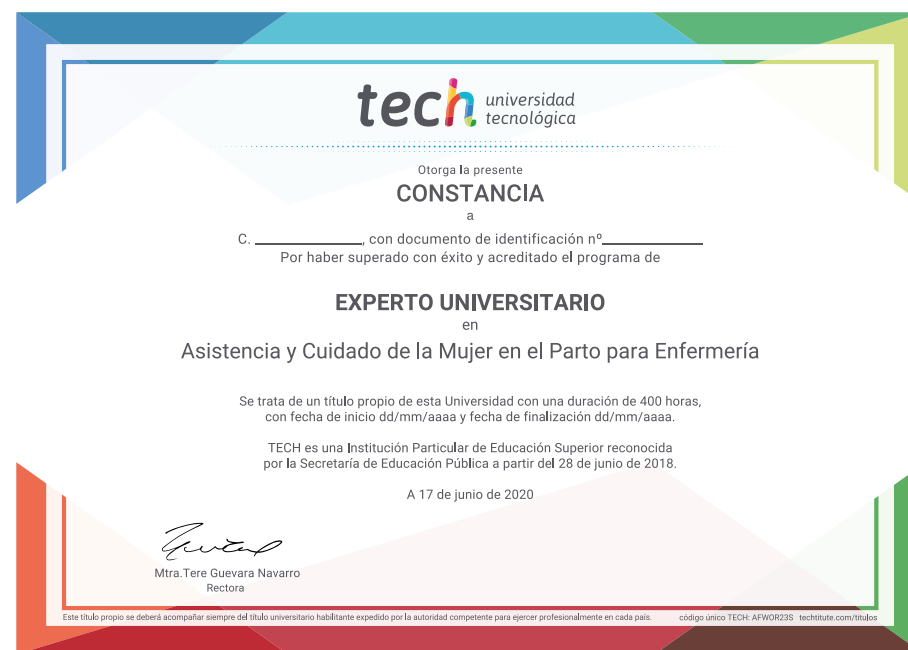 tech universidad
tecnológica
Otorga la presente
CONSTANCIA
a
C. ____________, con documento de identificación nº____________
Por haber superado con éxito y acreditado el programa de
EXPERTO UNIVERSITARIO
en
Asistencia y Cuidado de la Mujer en el Parto para Enfermería
Se trata de un título propio de esta Universidad con una duración de 400 horas,
con fecha de inicio dd/mm/aaaa y fecha de finalización dd/mm/aaaa.
TECH es una Institución Particular de Educación Superior reconocida
por la Secretaría de Educación Pública a partir del 28 de junio de 2018.
A 17 de junio de 2020
Mtra.Tere Guevara Navarro
Rectora
Este título propio se deberá acompañar siempre del título universitario habilitante expedido por la autoridad competente para ejercer profesionalmente en cada país. código único TECH: AFWOR23S techtitute.com/titulos